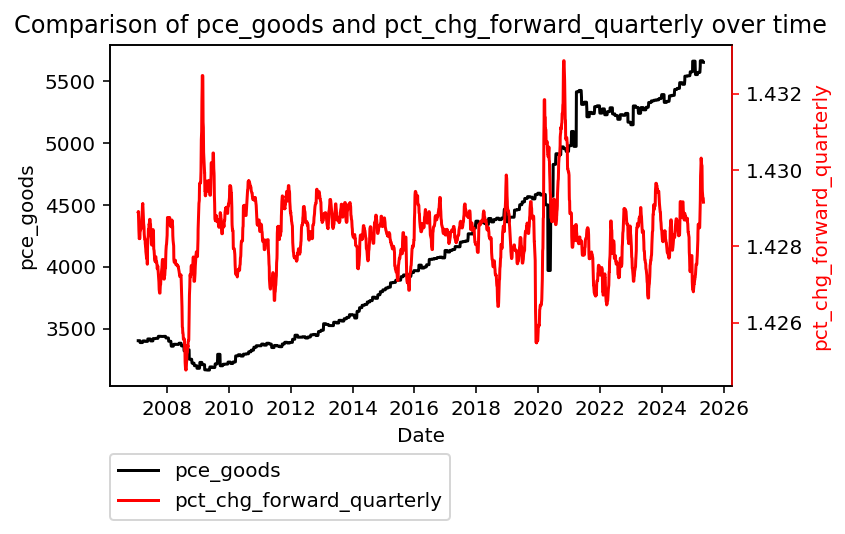 Comparison of pce_goods and pct_chg_forward_quarterly over time
5500
5000
4500
4000
3500
pce_goods
1.432
1.430
1.428
1.426
pct_chg_forward_quarterly
2008 2010 2012 2014 2016 2018 2020 2022 2024 2026
Date
pce_goods
pct_chg_forward_quarterly